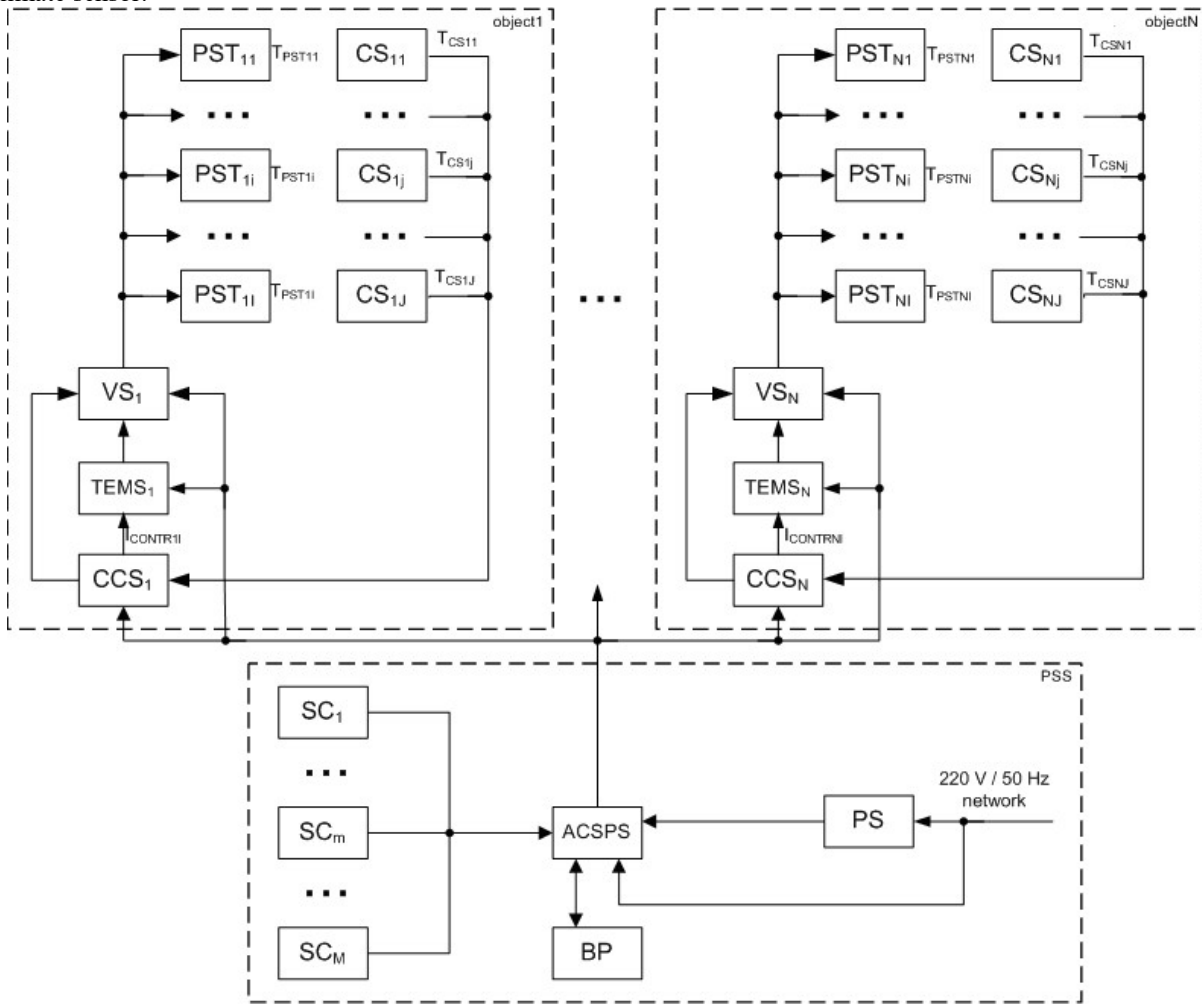 object1
PST11 TPST11 CS11 TCS11
... ...
PST1i TPST1i CS1j TCS1j
... ...
PST1I TPST1I CS1J TCS1J
VS1
TEMS1
ICONTR1I
CCS1
...
objectN
PSTN1 TPSTN1 CSN1 TCSN1
... ...
PSTNi TPSTNi CSNj TCSNj
... ...
PSTNI TPSTNI CSNJ TCSNJ
VSN
TEMSN
ICONTRNI
CCSN
PSS
SC1
...
SCm
...
SCM
ACSPS
BP
PS
220 V / 50 Hz
network